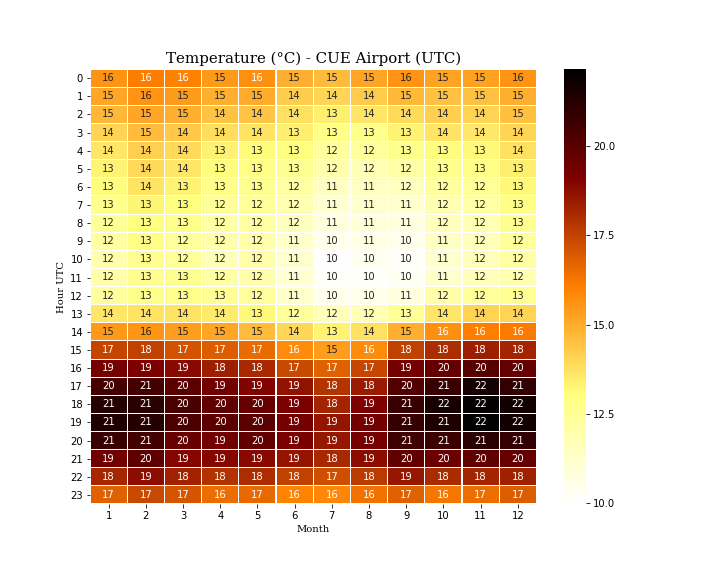 Temperature (°C) - CUE Airport (UTC)
0 16 16 16 15 16 15 15 15 16 15 15 16
1 15 16 15 15 15 14 14 14 15 15 15 15
2 15 15 15 14 14 14 13 14 14 14 14 15
3 14 15 14 14 14 13 13 13 13 14 14 14
4 14 14 14 13 13 13 12 12 13 13 13 14
5 13 14 14 13 13 13 12 12 12 12 13 13
6 13 14 13 13 13 12 11 11 12 12 12 13
7 13 13 13 12 12 12 11 11 11 12 12 13
8 12 13 13 12 12 12 11 11 11 12 12 13
9 12 13 12 12 12 11 10 11 10 11 12 12
10 12 13 12 12 12 11 10 10 10 11 12 12
11 12 13 13 12 12 11 10 10 10 11 12 12
12 12 13 13 13 12 11 10 10 11 12 12 13
13 14 14 14 14 13 12 12 12 13 14 14 14
14 15 16 15 15 15 14 13 14 15 16 16 16
15 17 18 17 17 17 16 15 16 18 18 18 18
16 19 19 19 18 18 17 17 17 19 20 20 20
17 20 21 20 19 19 19 18 18 20 21 22 21
18 21 21 20 20 20 19 18 19 21 22 22 22
19 21 21 20 20 20 19 19 19 21 21 22 22
20 21 21 20 19 20 19 19 19 21 21 21 21
21 19 20 19 19 19 19 18 19 20 20 20 20
22 18 19 18 18 18 18 17 18 19 18 18 18
23 17 17 17 16 17 16 16 16 17 16 17 17
1 2 3 4 5 6 7 8 9 10 11 12
Month
Hour UTC
20.0
17.5
15.0
12.5
10.0